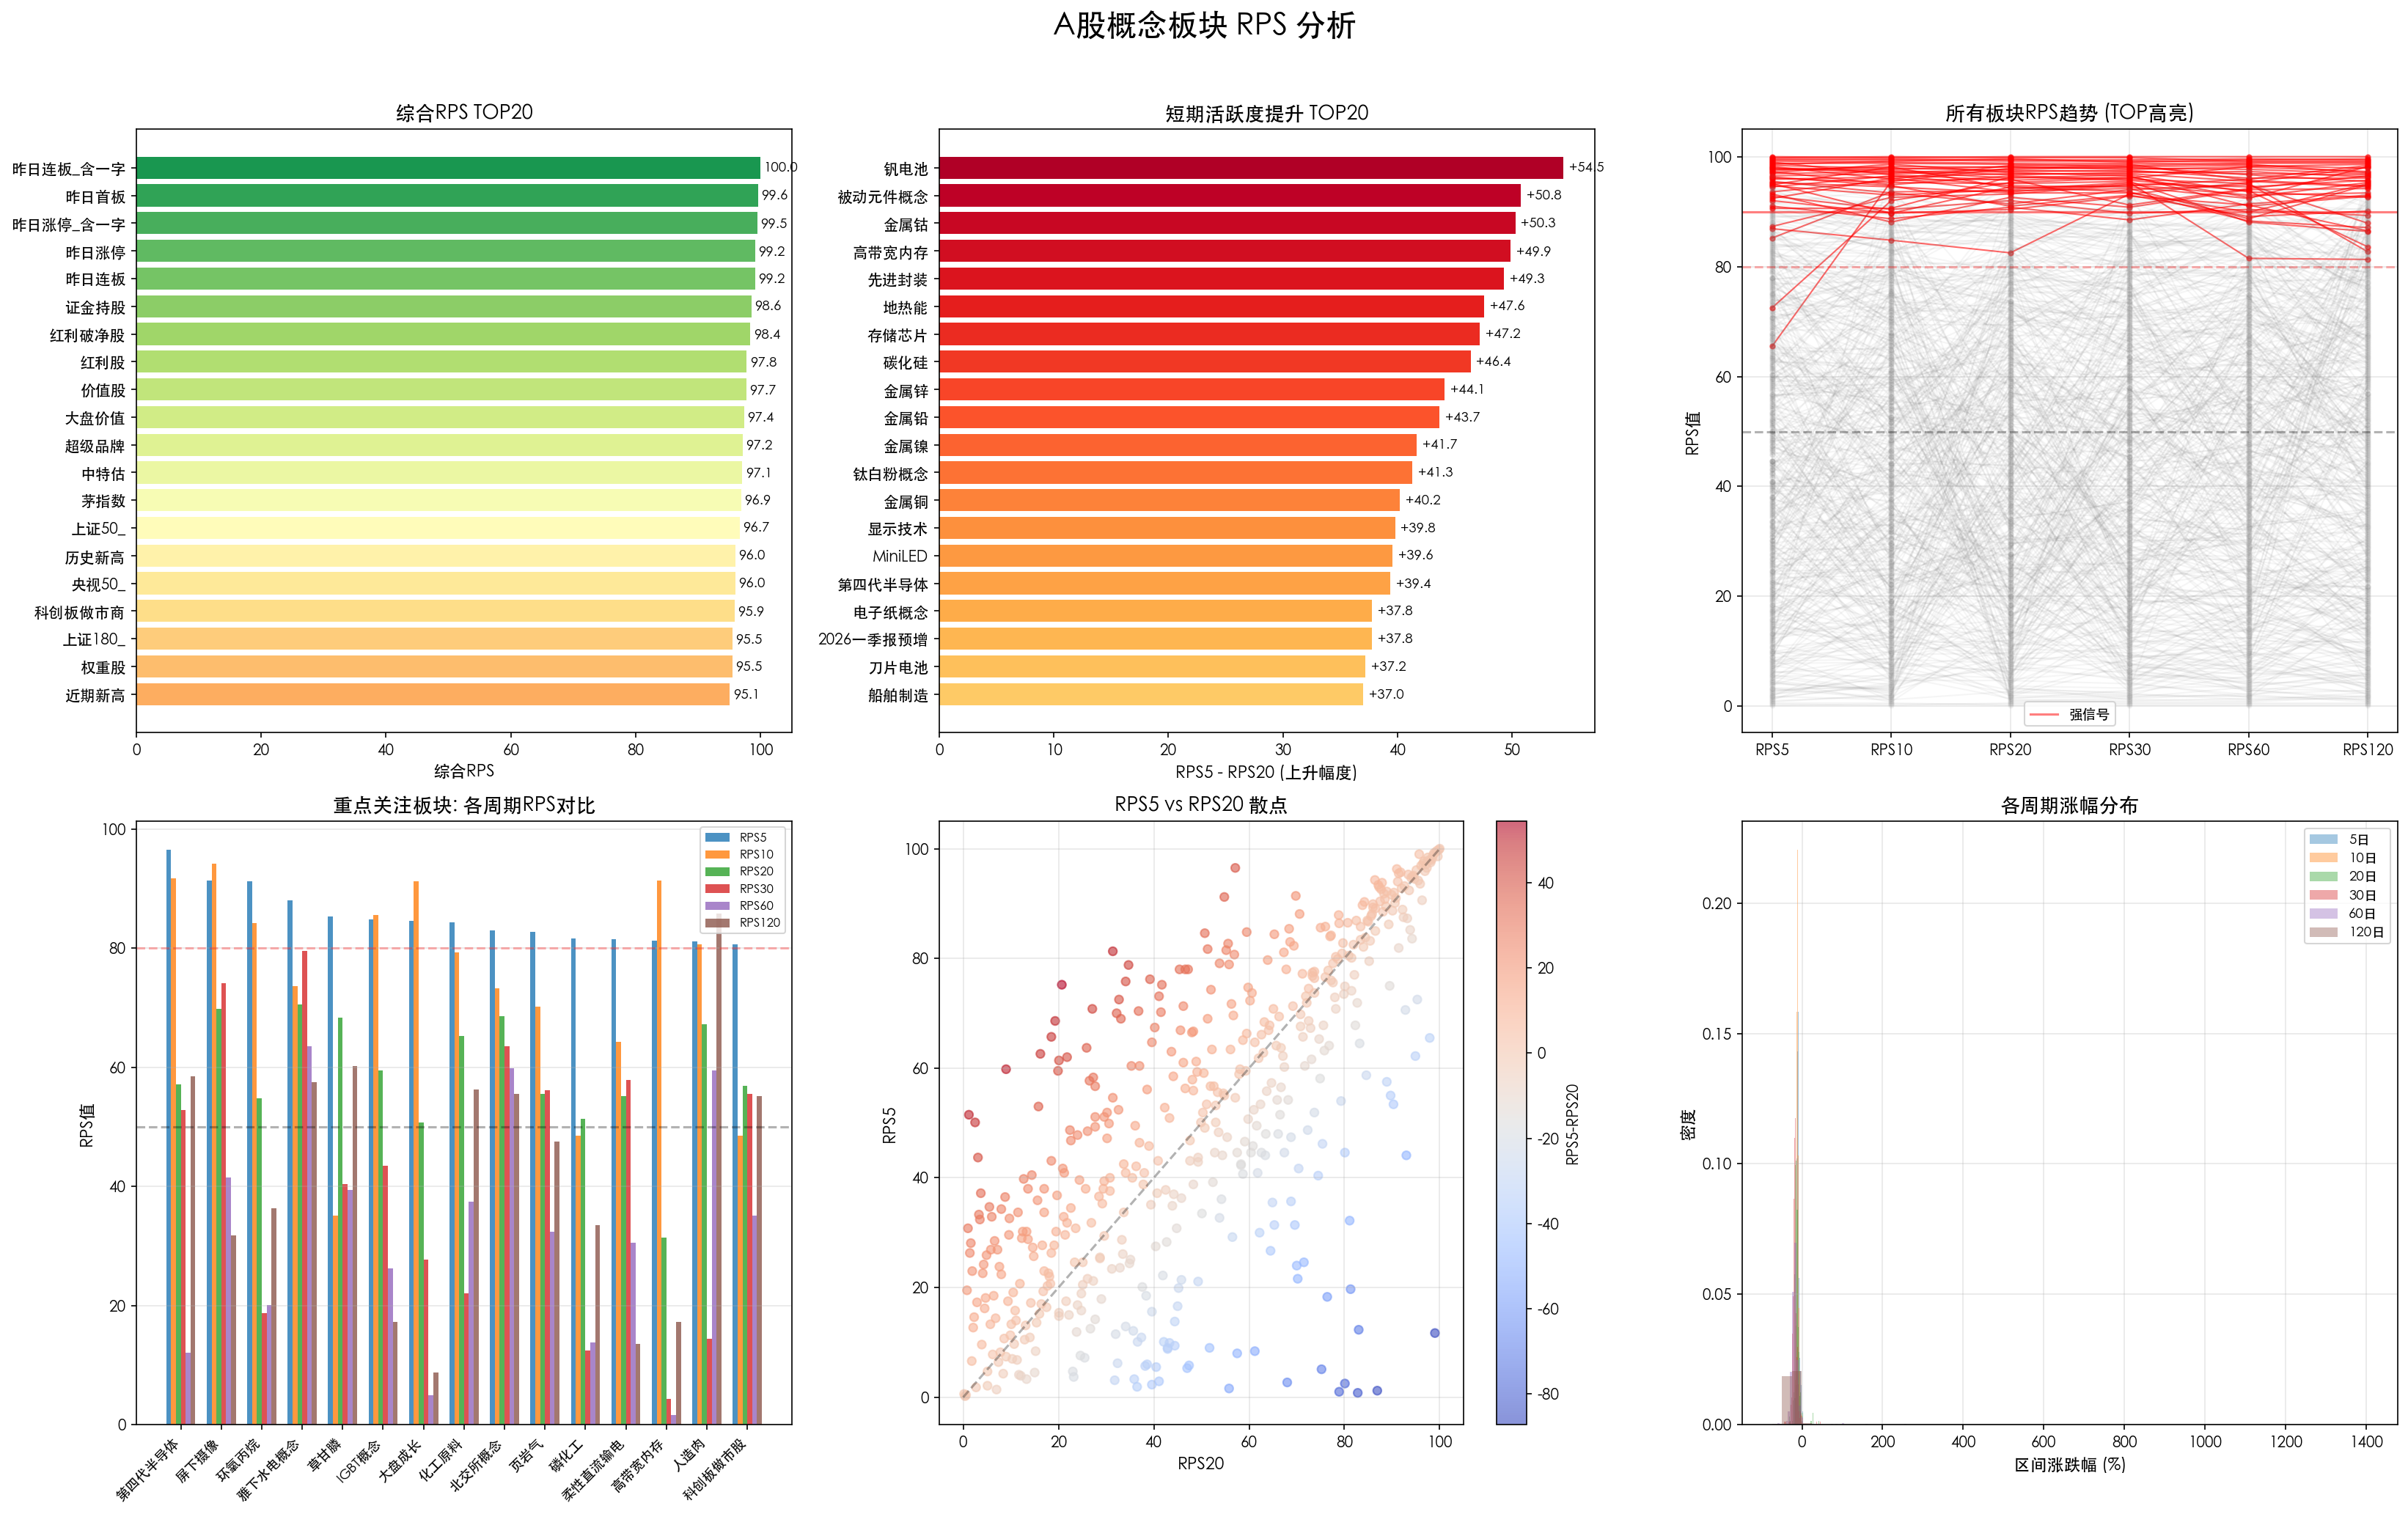 A股概念板块 RPS 分析
综合RPS TOP20
昨日连板_含一字 100.0
昨日首板 99.6
昨日涨停_含一字 99.5
昨日涨停 99.2
昨日连板 99.2
证金持股 98.6
红利破净股 98.4
红利股 97.8
价值股 97.7
大盘价值 97.4
超级品牌 97.2
中特估 97.1
茅指数 96.9
上证50_ 96.7
历史新高 96.0
央视50_ 96.0
科创板做市商 95.9
上证180_ 95.5
权重股 95.5
近期新高 95.1
0 20 40 60 80 100
综合RPS
短期活跃度提升 TOP20
钒电池 +54.5
被动元件概念 +50.8
金属钴 +50.3
高带宽内存 +49.9
先进封装 +49.3
地热能 +47.6
存储芯片 +47.2
碳化硅 +46.4
金属锌 +44.1
金属铅 +43.7
金属镍 +41.7
钛白粉概念 +41.3
金属铜 +40.2
显示技术 +39.8
MiniLED +39.6
第四代半导体 +39.4
电子纸概念 +37.8
2026一季报预增 +37.8
刀片电池 +37.2
船舶制造 +37.0
0 10 20 30 40 50
RPS5 - RPS20 (上升幅度)
所有板块RPS趋势 (TOP高亮)
RPS值
100
80
60
40
20
0
强信号
RPS5 RPS10 RPS20 RPS30 RPS60 RPS120
重点关注板块: 各周期RPS对比
RPS值
100
80
60
40
20
0
RPS5
RPS10
RPS20
RPS30
RPS60
RPS120
第四代半导体
屏下摄像
环氧丙烷
雅下水电概念
草甘膦
IGBT概念
大盘成长
化工原料
北交所概念
页岩气
磷化工
柔性直流输电
高带宽内存
人造肉
科创板做市股
RPS5 vs RPS20 散点
RPS5
100
80
60
40
20
0
0 20 40 60 80 100
RPS20
40
20
0
-20
-40
-60
-80
RPS5-RPS20
各周期涨幅分布
密度
0.20
0.15
0.10
0.05
0.00
5日
10日
20日
30日
60日
120日
0 200 400 600 800 1000 1200 1400
区间涨跌幅 (%)